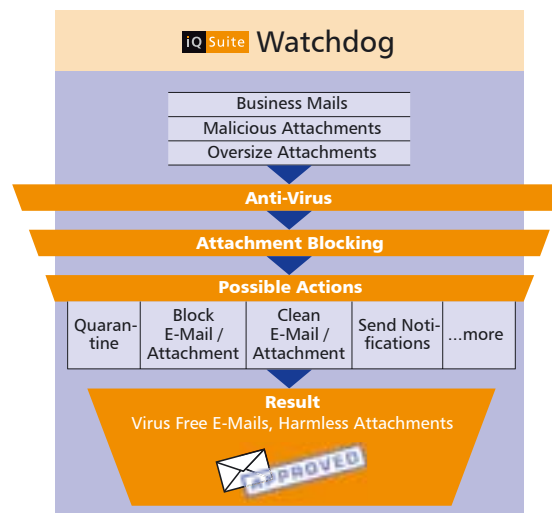 iQ Suite Watchdog
Business Mails
Malicious Attachments
Oversize Attachments
Anti-Virus
Attachment Blocking
Possible Actions
Quaran-
tine
Block
E-Mail /
Attachment
Clean
E-Mail /
Attachment
Send Noti-
fications
...more
Result
Virus Free E-Mails, Harmless Attachments
APPROVED